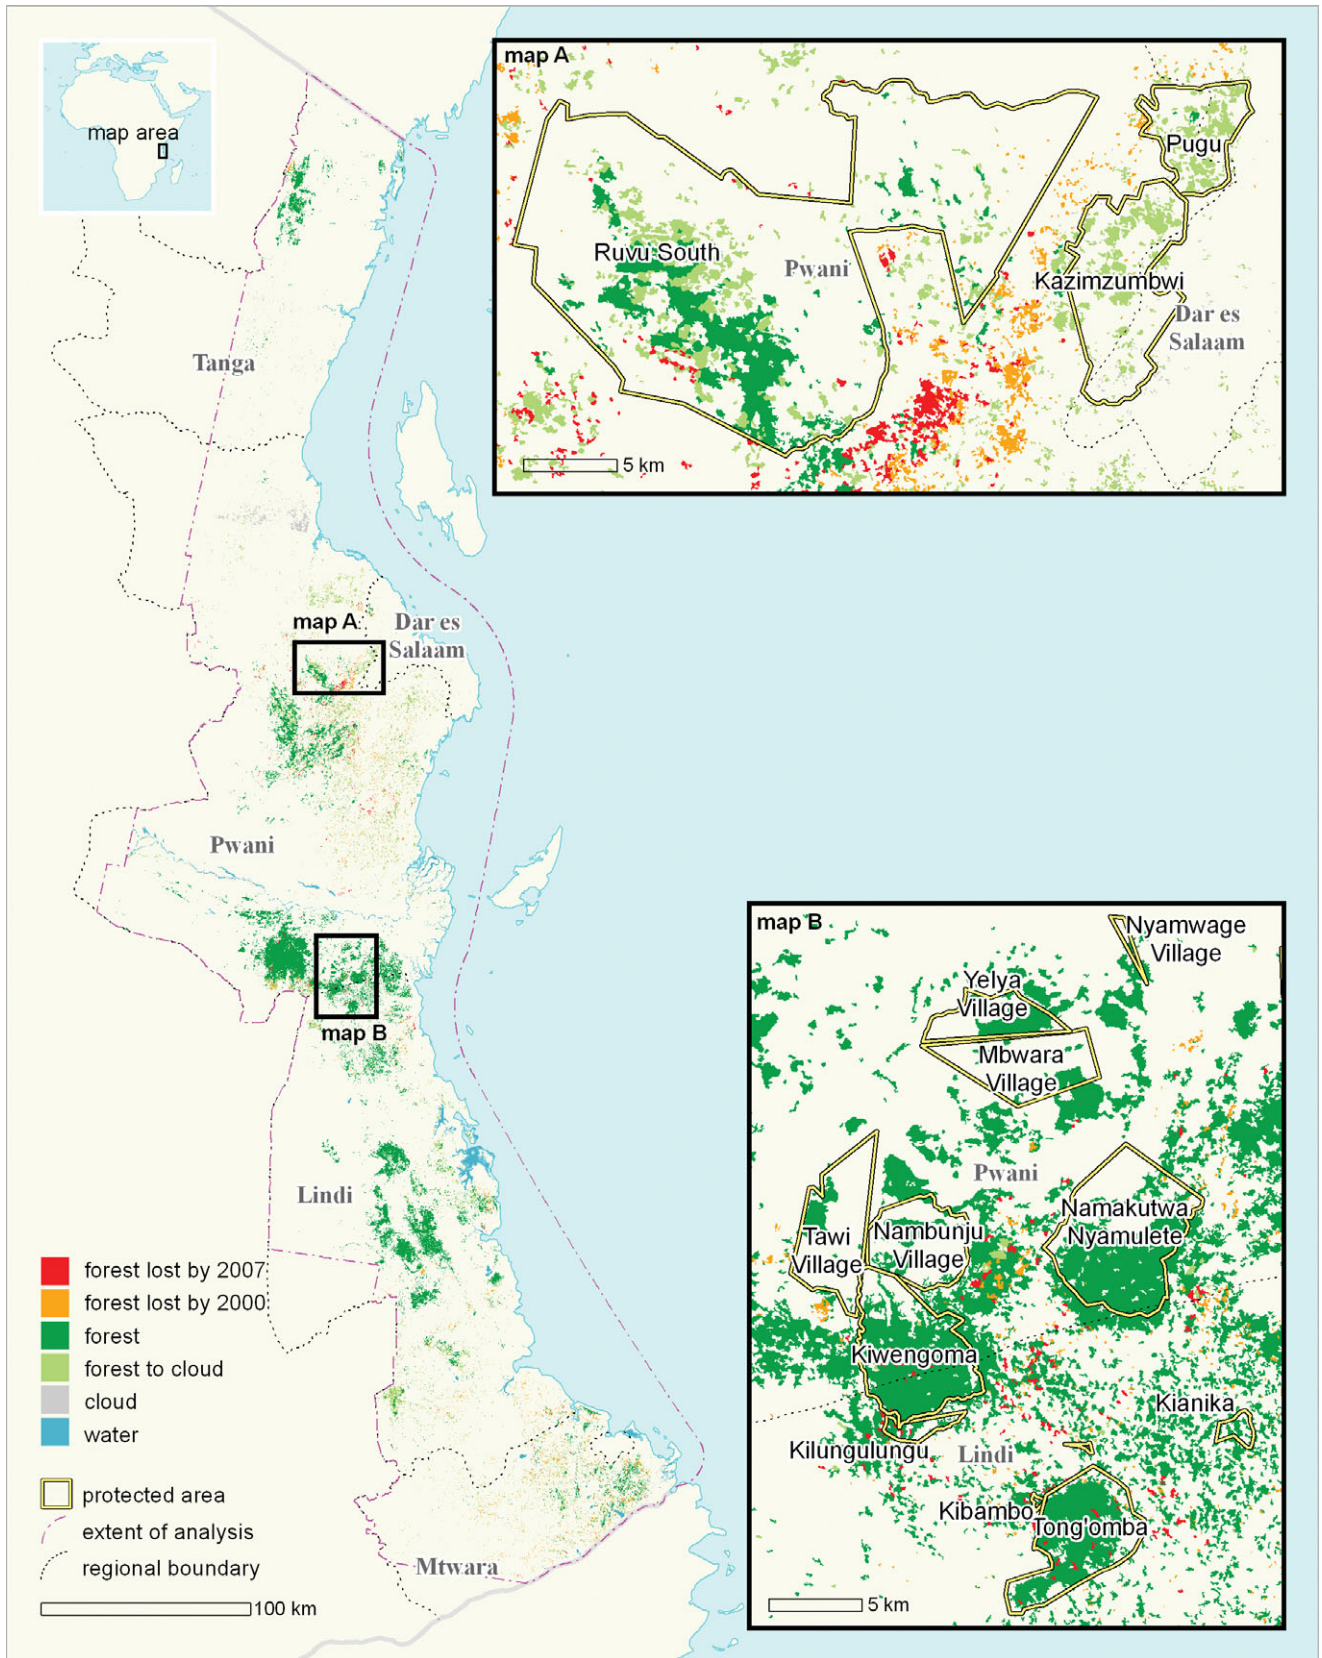 map area
Tanga
map A
Dar es
Salaam
Pwani
map B
Lindi
Mtwara
forest lost by 2007
forest lost by 2000
forest
forest to cloud
cloud
water
protected area
extent of analysis
regional boundary
100 km
map A
Pugu
Ruvu South
Pwani
Kazimzumbwi
Dar es
Salaam
5 km
map B
Nyamwage
Village
Yelya
Village
Mbwara
Village
Pwani
Namakutwa
Nyamulete
Tawi
Village
Nambunju
Village
Kiwengoma
Kianika
Kilungulungu
Lindi
Kibambo
Tong'omba
5 km